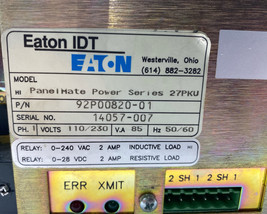 Eaton IDT
EATON
Westerville, Ohio
(614) 882-3282
MODEL
HI PanelMate Power Series 27PKU
P/N 92P00820-01
SERIAL NO. 14057-007
PH. 1 VOLTS 110/230 V.A 85 Hz 50/60
RELAY: 0-240 VAC 2 AMP INDUCTIVE LOAD HI
RELAY: 0-28 VDC 2 AMP RESISTIVE LOAD
ERR XMIT 2 SH 1 2 SH 1